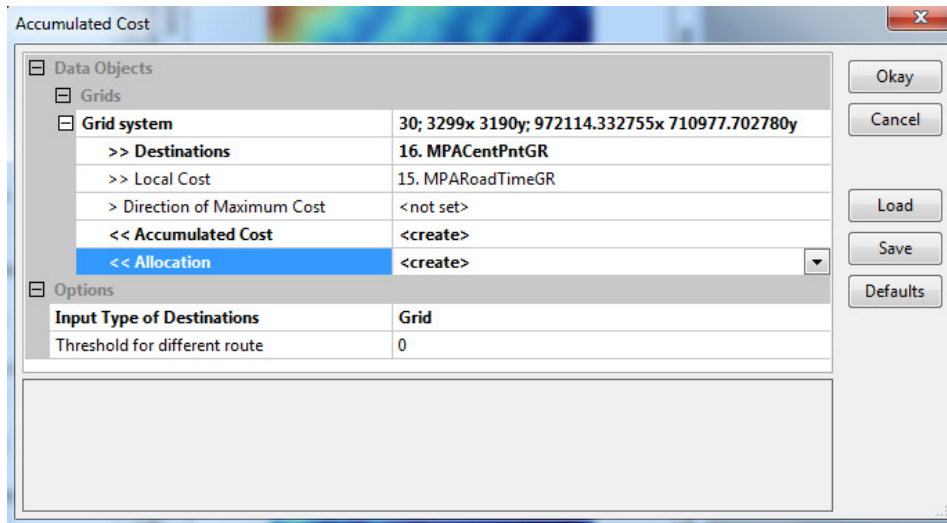 Accumulated Cost
Data Objects
Grids
Grid system 30; 3299x 3190y; 972114.332755x 710977.702780y
>> Destinations 16. MPACentPntGR
>> Local Cost 15. MPARoadTimeGR
> Direction of Maximum Cost <not set>
<< Accumulated Cost <create>
<< Allocation <create>
Options
Input Type of Destinations Grid
Threshold for different route 0
Okay
Cancel
Load
Save
Defaults